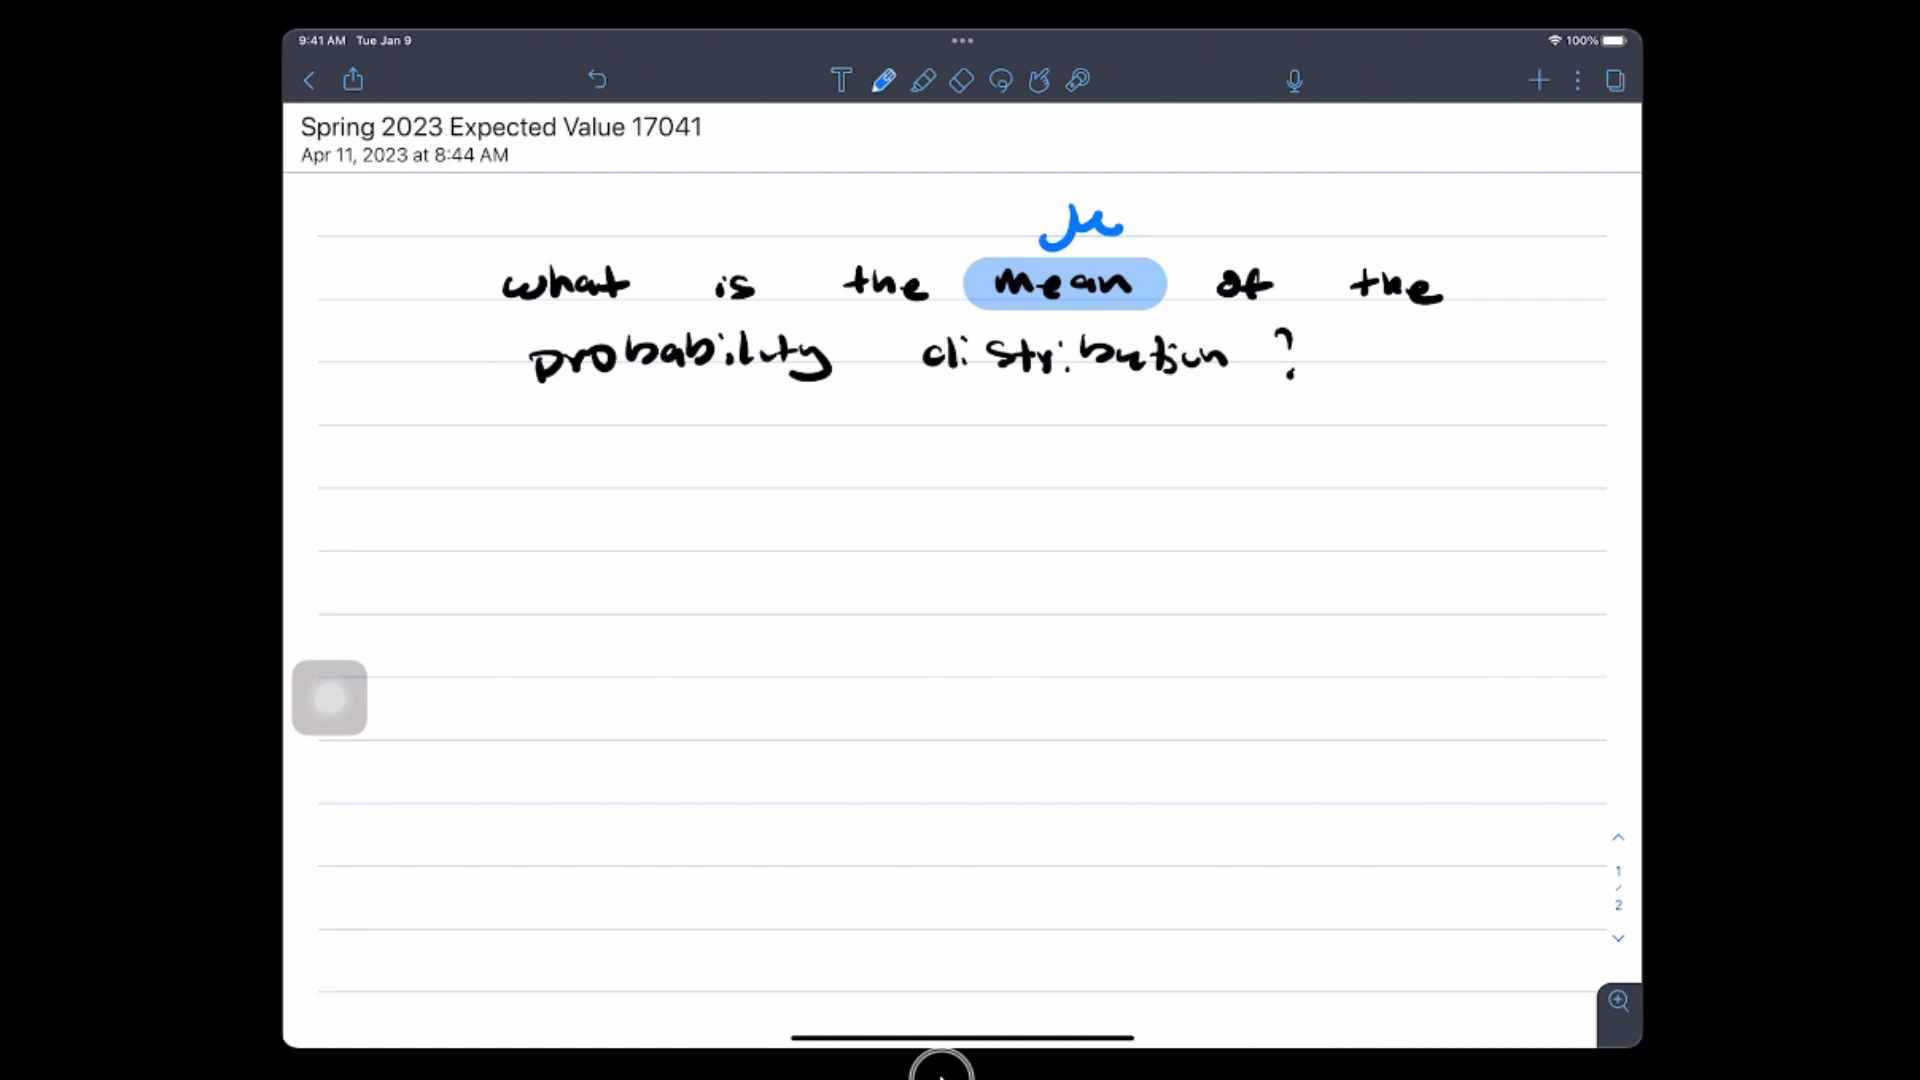 9:41 AM Tue Jan 9
100%
Spring 2023 Expected Value 17041
Apr 11, 2023 at 8:44 AM
μ
what is the mean of the
probability distribution ?
1
/
2